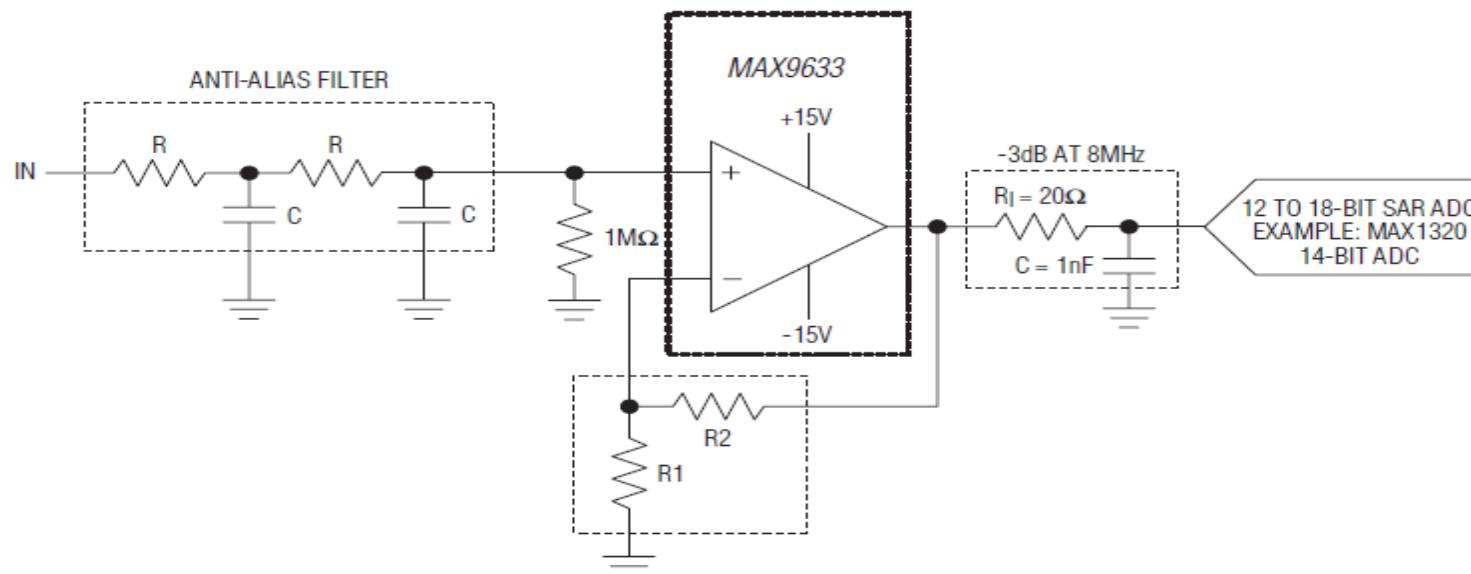 ANTI-ALIAS FILTER
IN
R
R
C
C
1MΩ
MAX9633
+15V
+
−
-15V
R2
R1
-3dB AT 8MHz
RI = 20Ω
C = 1nF
12 TO 18-BIT SAR ADC
EXAMPLE: MAX1320
14-BIT ADC